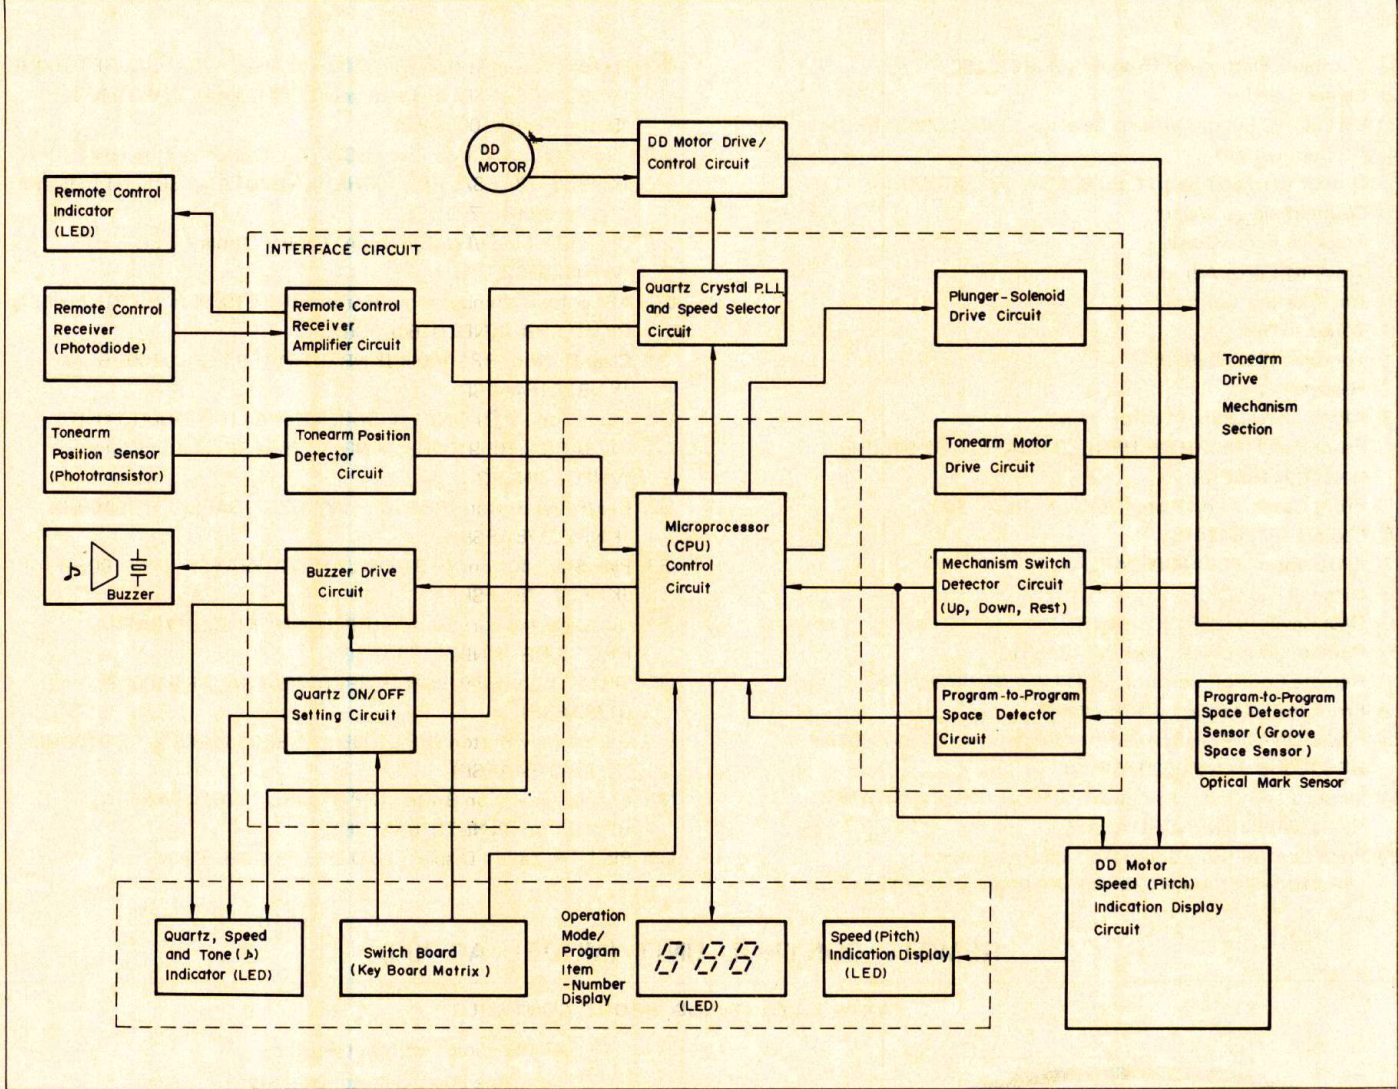 DD
MOTOR
DD Motor Drive/
Control Circuit
Remote Control
Indicator
(LED)
INTERFACE CIRCUIT
Remote Control
Receiver
(Photodiode)
Remote Control
Receiver
Amplifier Circuit
Quartz Crystal P.L.L.
and Speed Selector
Circuit
Plunger-Solenoid
Drive Circuit
Tonearm
Drive
Mechanism
Section
Tonearm
Position Sensor
(Phototransistor)
Tonearm Position
Detector
Circuit
Tonearm Motor
Drive Circuit
Buzzer
Buzzer Drive
Circuit
Microprocessor
(CPU)
Control
Circuit
Mechanism Switch
Detector Circuit
(Up, Down, Rest)
Quartz ON/OFF
Setting Circuit
Program-to-Program
Space Detector
Circuit
Program-to-Program
Space Detector
Sensor (Groove
Space Sensor)
Optical Mark Sensor
DD Motor
Speed (Pitch)
Indication Display
Circuit
Quartz, Speed
and Tone (♪)
Indicator (LED)
Switch Board
(Key Board Matrix)
Operation
Mode/
Program
Item
-Number
Display
888
(LED)
Speed (Pitch)
Indication Display
(LED)